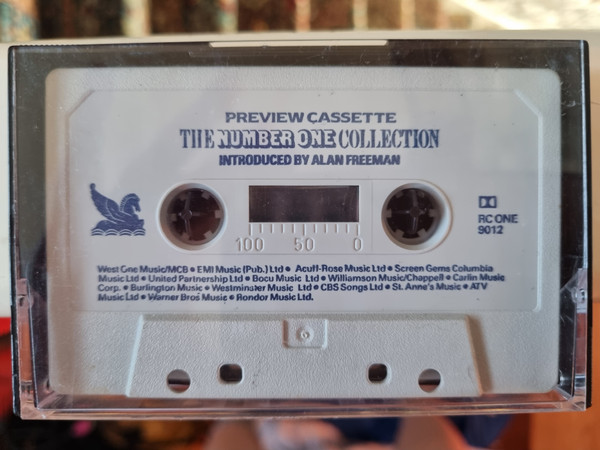 PREVIEW CASSETTE
THE NUMBER ONE COLLECTION
INTRODUCED BY ALAN FREEMAN
RC ONE
9012
100 50 0
West One Music/MCB • EMI Music (Pub.) Ltd • Acuff-Rose Music Ltd • Screen Gems Columbia
Music Ltd • United Partnership Ltd • Bocu Music Ltd • Williamson Music/Chappell • Carlin Music
Corp. • Burlington Music • Westminster Music Ltd • CBS Songs Ltd • St. Anne's Music • ATV
Music Ltd • Warner Bros Music • Rondor Music Ltd.